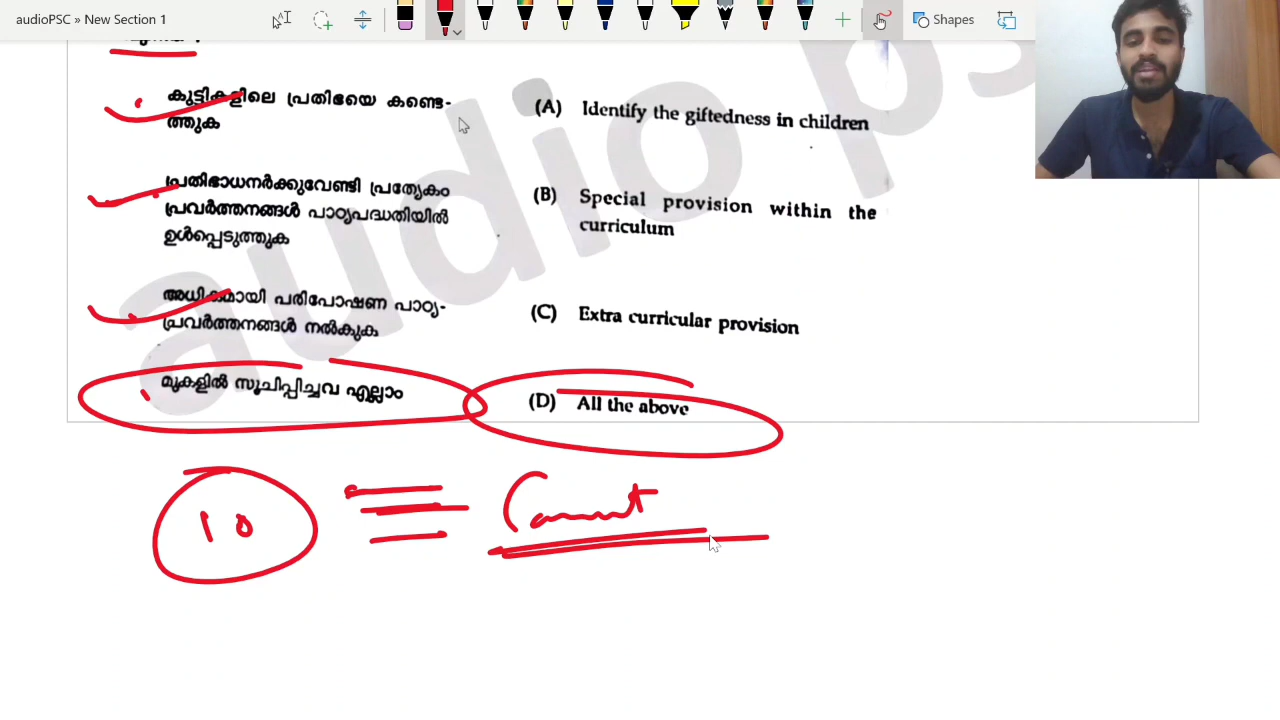 audioPSC » New Section 1
Shapes
കുട്ടികളിലെ പ്രതിഭയെ കണ്ടെ-
ത്തുക
(A) Identify the giftedness in children
പ്രതിഭാധനർക്കുവേണ്ടി പ്രത്യേകം
പ്രവർത്തനങ്ങൾ പാഠ്യപദ്ധതിയിൽ
ഉൾപ്പെടുത്തുക
(B) Special provision within the
curriculum
അധികമായി പരിപോഷണ പാഠ്യ-
പ്രവർത്തനങ്ങൾ നൽകുക
(C) Extra curricular provision
മുകളിൽ സൂചിപ്പിച്ചവ എല്ലാം
(D) All the above
10
audio ps